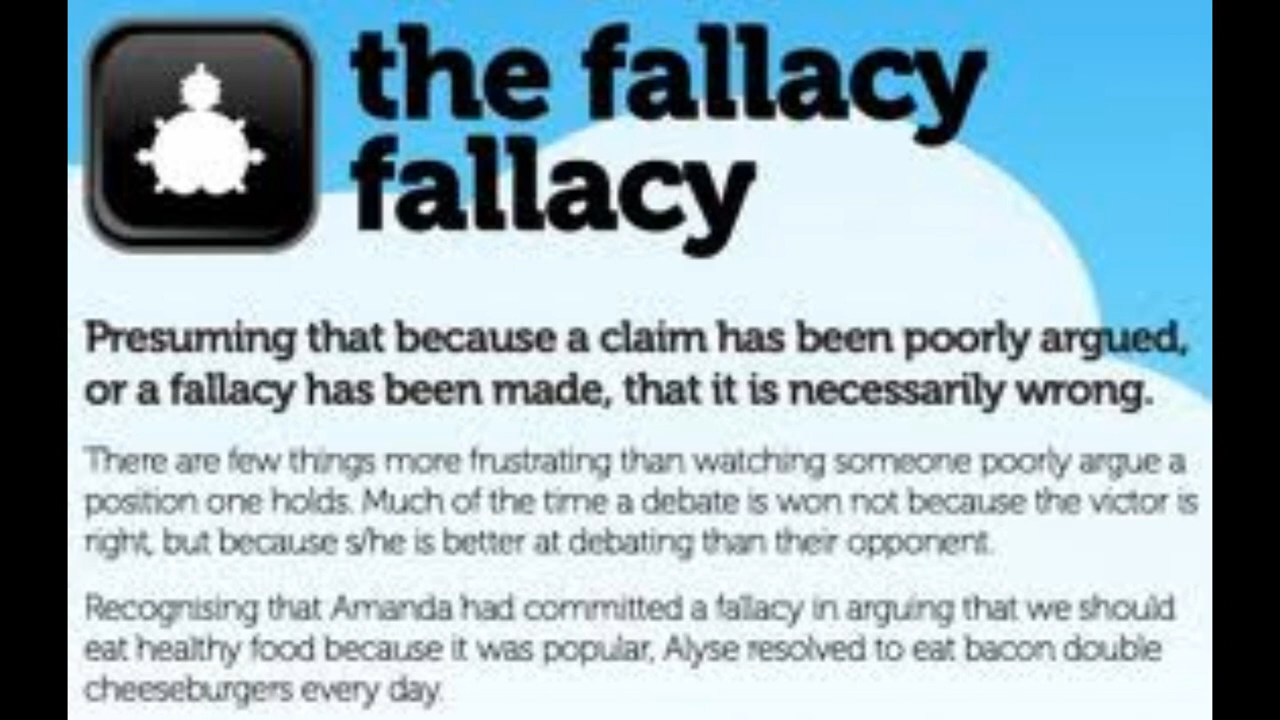 the fallacy
fallacy
Presuming that because a claim has been poorly argued,
or a fallacy has been made, that it is necessarily wrong.
There are few things more frustrating than watching someone poorly argue a
position one holds. Much of the time a debate is won not because the victor is
right, but because s/he is better at debating than their opponent.
Recognising that Amanda had committed a fallacy in arguing that we should
eat healthy food because it was popular, Alyse resolved to eat bacon double
cheeseburgers every day.